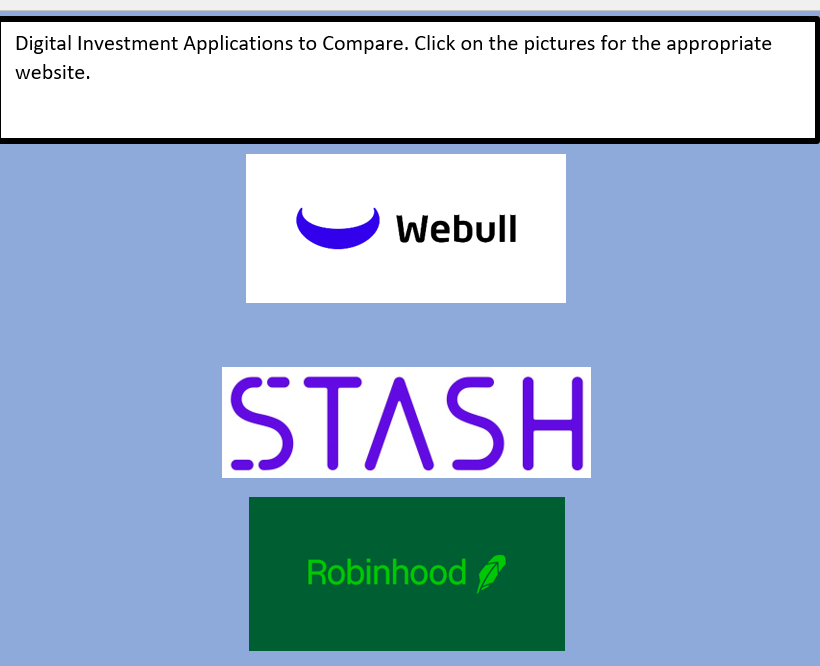 Digital Investment Applications to Compare. Click on the pictures for the appropriate
website.
Webull
STASH
Robinhood